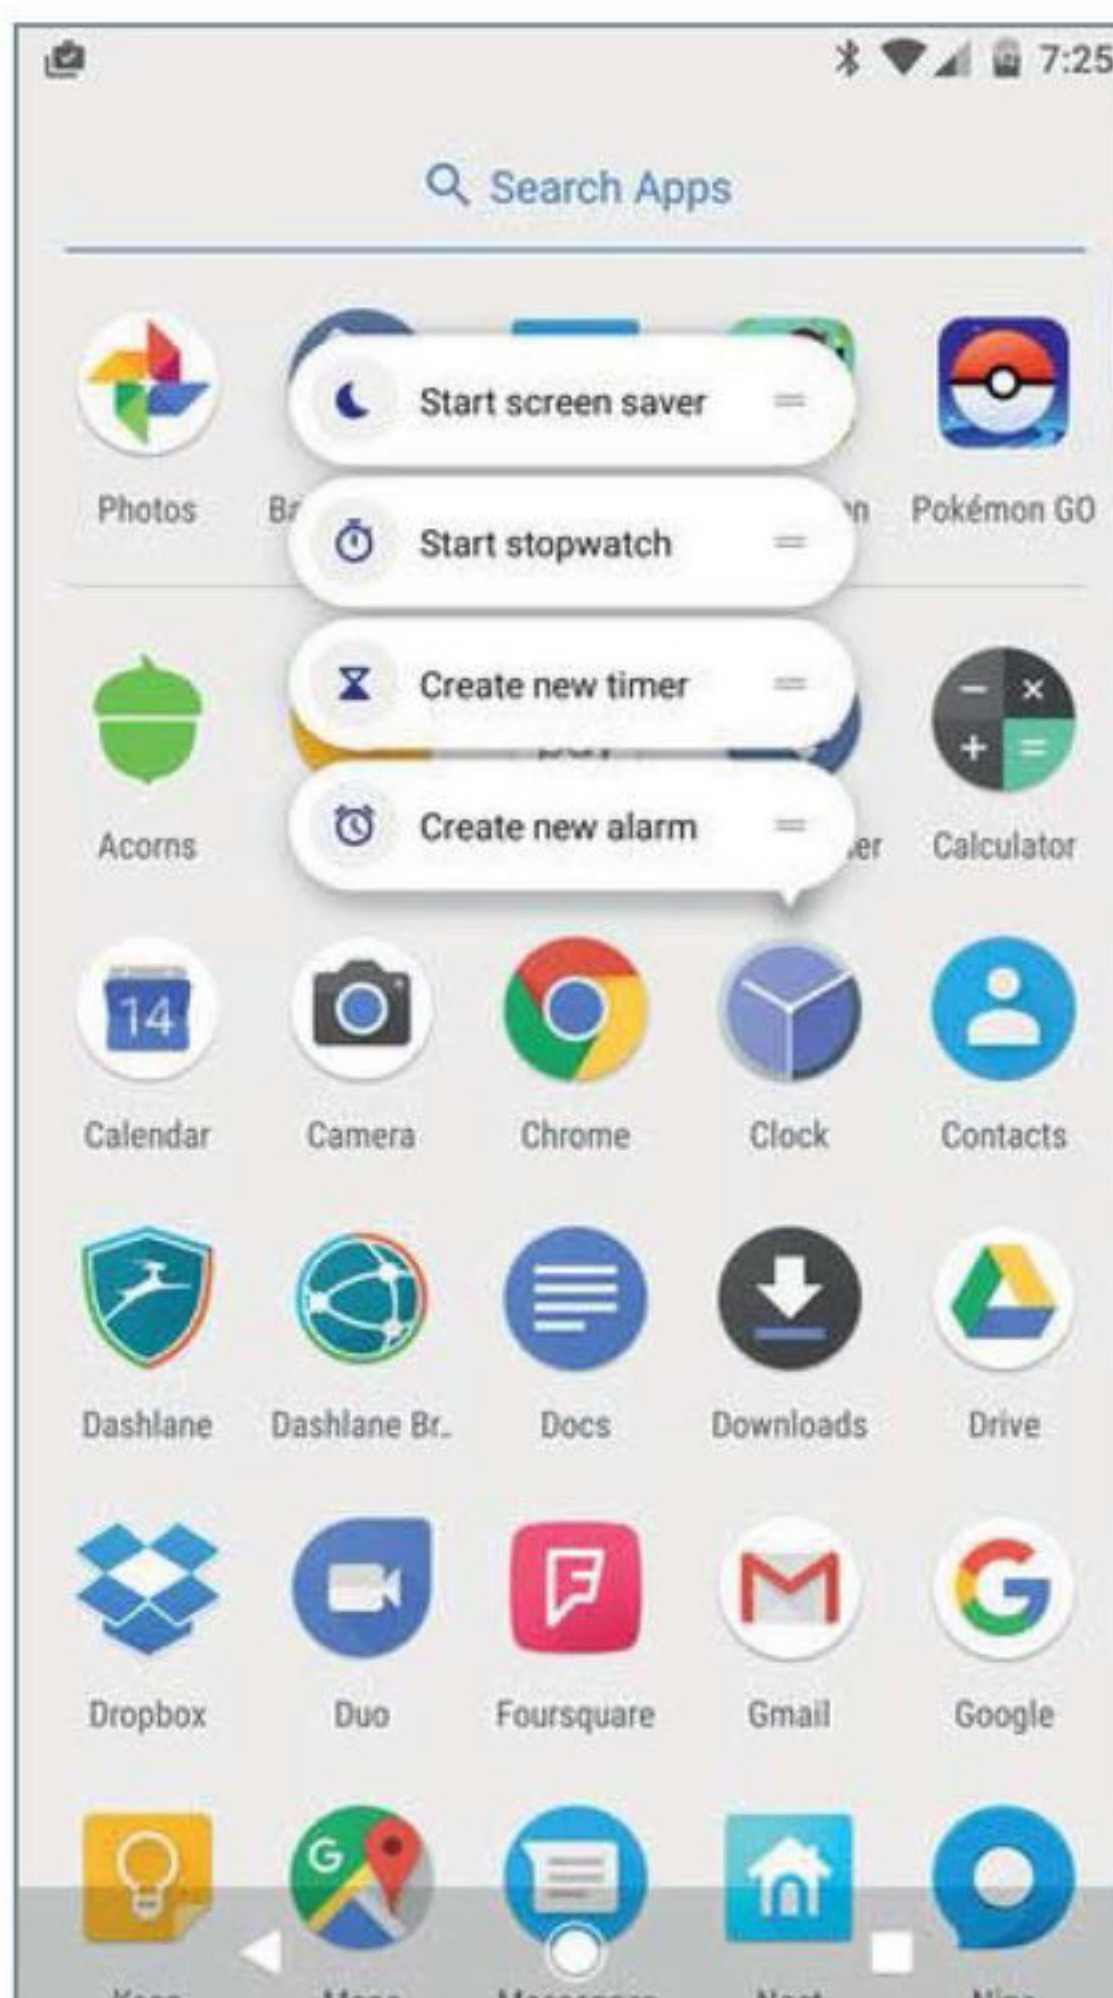 7:25
Search Apps
Start screen saver
Start stopwatch
Create new timer
Create new alarm
Photos
Pokémon GO
Acorns
Calculator
14
Calendar
Camera
Chrome
Clock
Contacts
Dashlane
Dashlane Br..
Docs
Downloads
Drive
Dropbox
Duo
Foursquare
Gmail
Google
G